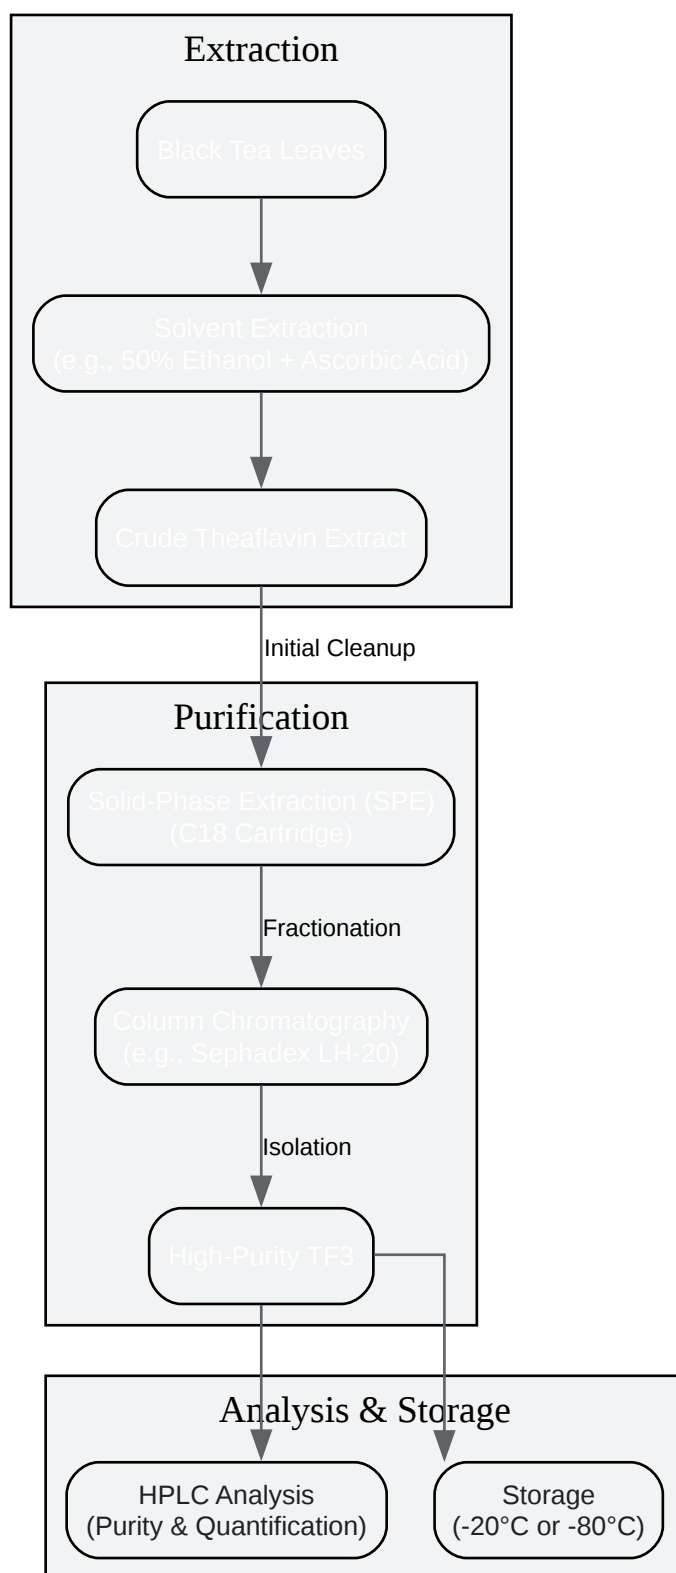 Extraction
Black Tea Leaves
Solvent Extraction
(e.g., 50% Ethanol + Ascorbic Acid)
Crude Theaflavin Extract
Initial Cleanup
Purification
Solid-Phase Extraction (SPE)
(C18 Cartridge)
Fractionation
Column Chromatography
(e.g., Sephadex LH-20)
Isolation
High-Purity TF3
Analysis & Storage
HPLC Analysis
(Purity & Quantification)
Storage
(-20°C or -80°C)